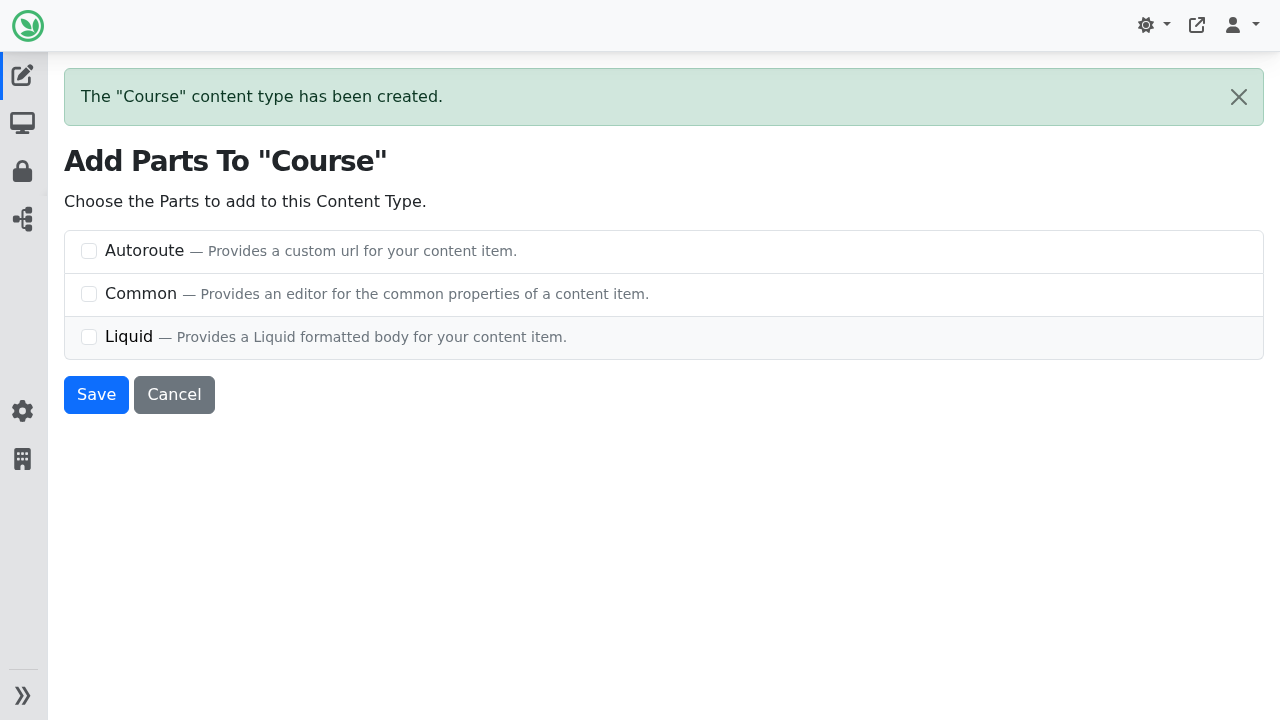 The "Course" content type has been created.
Add Parts To "Course"
Choose the Parts to add to this Content Type.
Autoroute — Provides a custom url for your content item.
Common — Provides an editor for the common properties of a content item.
Liquid — Provides a Liquid formatted body for your content item.
Save Cancel